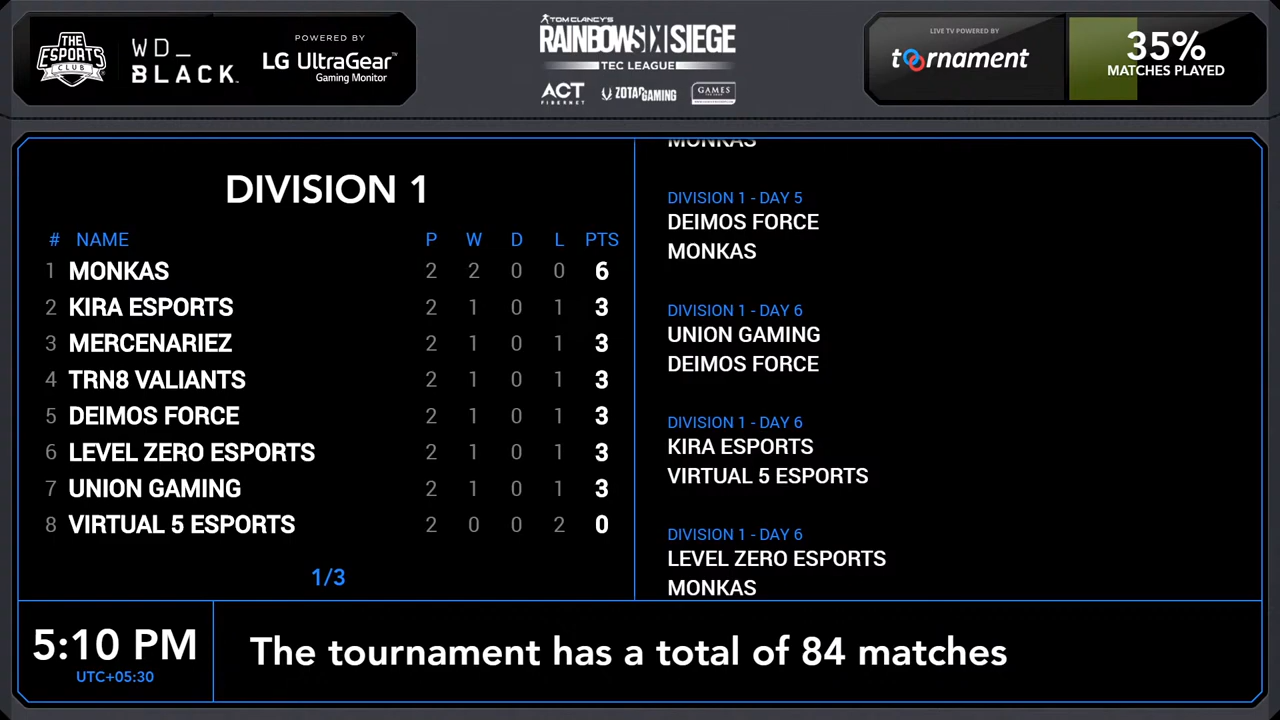 THE
ESPORTS
CLUB
WD_
BLACK.
POWERED BY
LG UltraGear™
Gaming Monitor
TOM CLANCY'S
RAINBOW SIX SIEGE
TEC LEAGUE
ACT
FIBERNET
ZOTAC GAMING
GAMES
LIVE TV POWERED BY
toornament
35%
MATCHES PLAYED
DIVISION 1
# NAME P W D L PTS
1 MONKAS 2 2 0 0 6
2 KIRA ESPORTS 2 1 0 1 3
3 MERCENARIEZ 2 1 0 1 3
4 TRN8 VALIANTS 2 1 0 1 3
5 DEIMOS FORCE 2 1 0 1 3
6 LEVEL ZERO ESPORTS 2 1 0 1 3
7 UNION GAMING 2 1 0 1 3
8 VIRTUAL 5 ESPORTS 2 0 0 2 0
1/3
MONKAS
DIVISION 1 - DAY 5
DEIMOS FORCE
MONKAS
DIVISION 1 - DAY 6
UNION GAMING
DEIMOS FORCE
DIVISION 1 - DAY 6
KIRA ESPORTS
VIRTUAL 5 ESPORTS
DIVISION 1 - DAY 6
LEVEL ZERO ESPORTS
MONKAS
5:10 PM
UTC+05:30
The tournament has a total of 84 matches